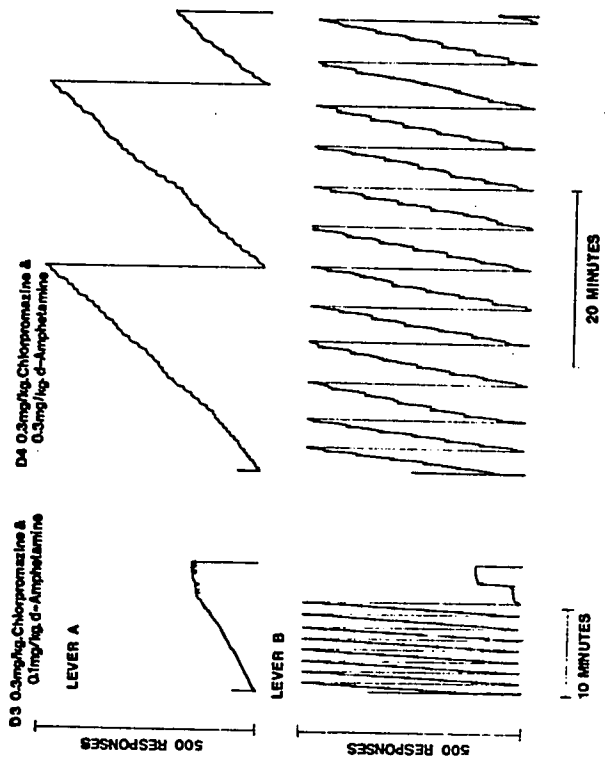 D3 0.3mg/kg.Chlorpromazine &
0.1mg/kg.d-Amphetamine
D4 0.3mg/kg.Chlorpromazine &
0.3mg/kg.d-Amphetamine
LEVER A
500 RESPONSES
LEVER B
500 RESPONSES
10 MINUTES
20 MINUTES